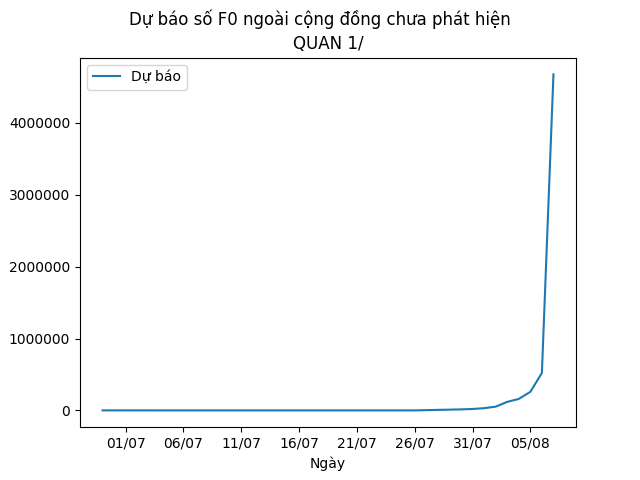 Dự báo số F0 ngoài cộng đồng chưa phát hiện
QUAN 1/
Dự báo
4000000
3000000
2000000
1000000
0
01/07 06/07 11/07 16/07 21/07 26/07 31/07 05/08
Ngày